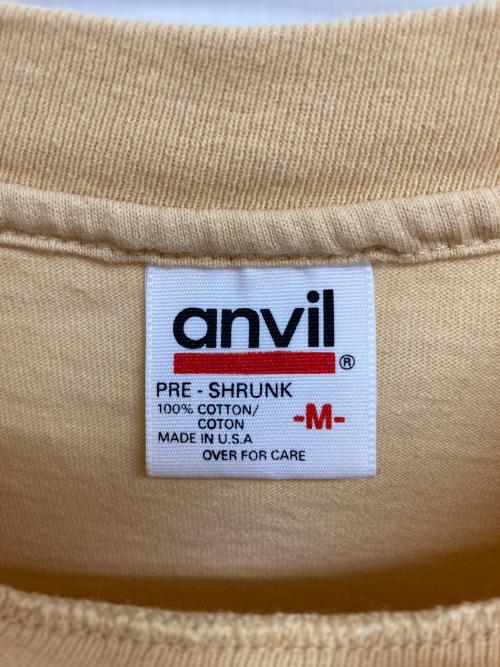 anvil®
PRE - SHRUNK
100% COTTON/
COTON -M-
MADE IN U.S.A
OVER FOR CARE